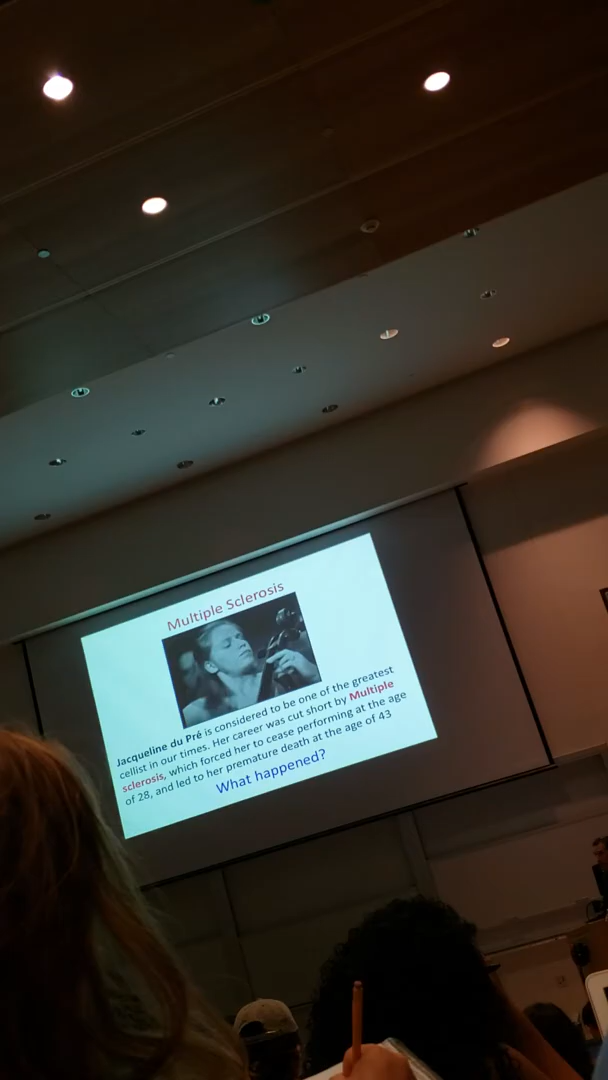 Multiple Sclerosis
Jacqueline du Pré is considered to be one of the greatest
cellist in our times. Her career was cut short by Multiple
sclerosis, which forced her to cease performing at the age
of 28, and led to her premature death at the age of 43
What happened?